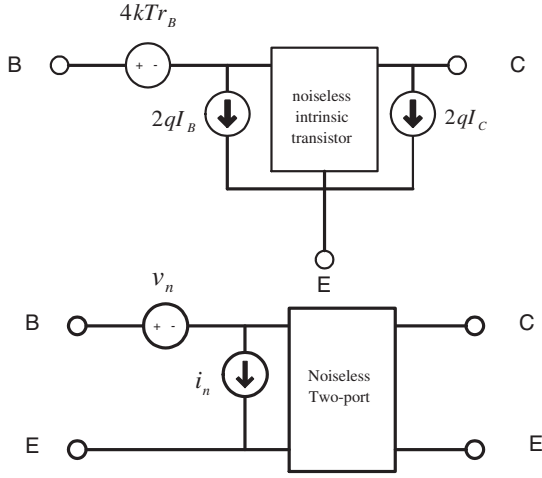 4kTr_B
B
+ -
C
2qI_B
noiseless
intrinsic
transistor
2qI_C
E
v_n
B
+ -
C
i_n
Noiseless
Two-port
E
E